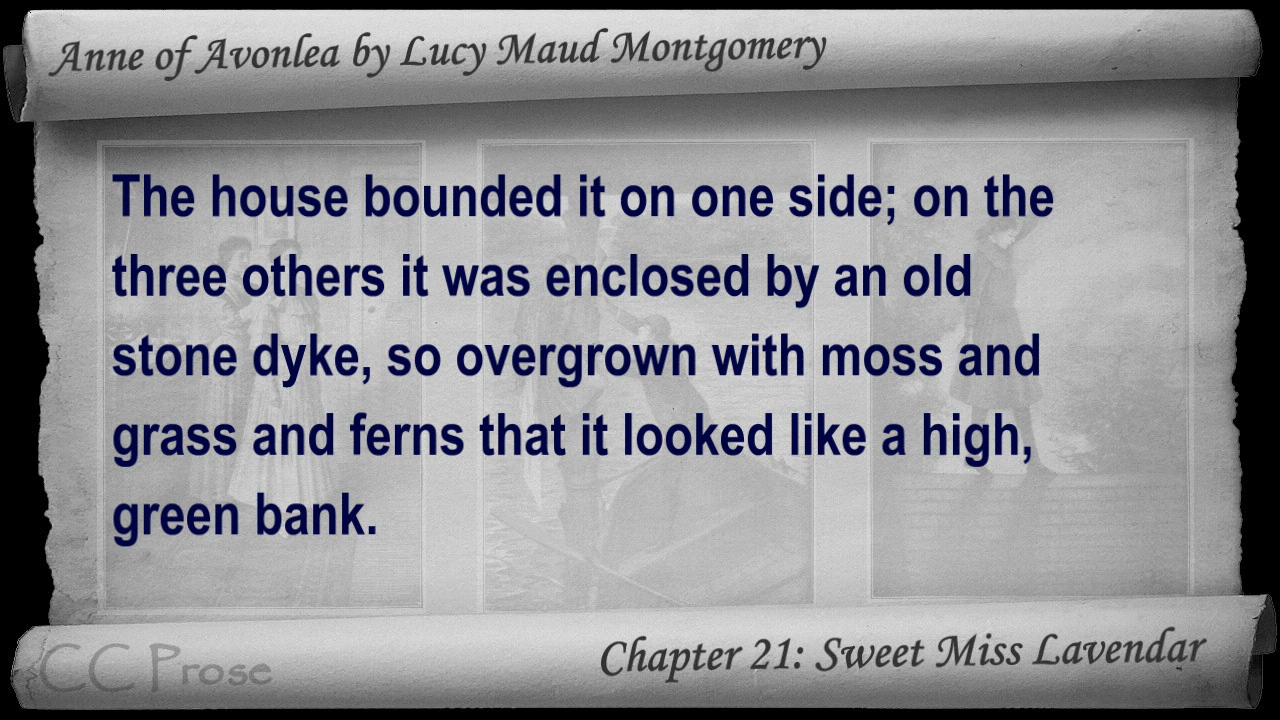 Anne of Avonlea by Lucy Maud Montgomery
The house bounded it on one side; on the
three others it was enclosed by an old
stone dyke, so overgrown with moss and
grass and ferns that it looked like a high,
green bank.
CC Prose
Chapter 21: Sweet Miss Lavendar